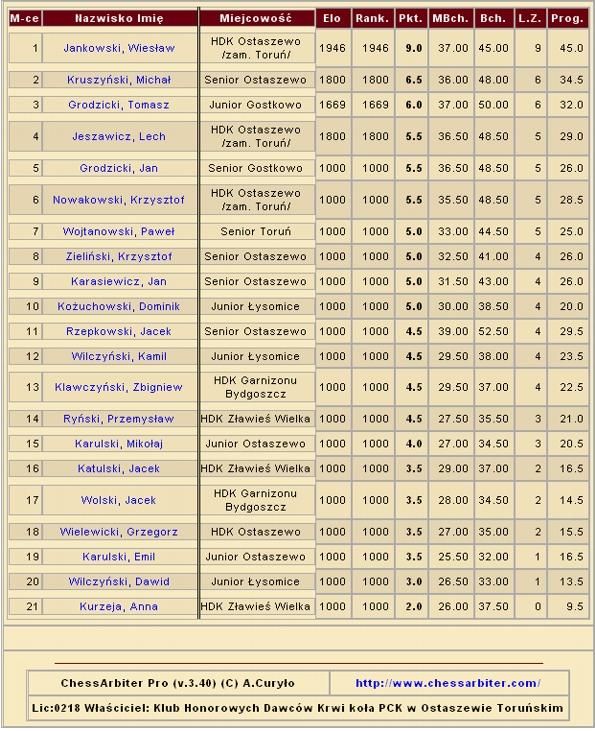 M-ce Nazwisko Imię Miejcowość Elo Rank. Pkt. MBch. Bch. L.Z. Prog.
1 Jankowski, Wiesław HDK Ostaszewo /zam. Toruń/ 1946 1946 9.0 37.00 45.00 9 45.0
2 Kruszyński, Michał Senior Ostaszewo 1800 1800 6.5 36.00 48.00 6 34.5
3 Grodzicki, Tomasz Junior Gostkowo 1669 1669 6.0 37.00 50.00 6 32.0
4 Jeszawicz, Lech HDK Ostaszewo /zam. Toruń/ 1800 1800 5.5 36.50 48.50 5 29.0
5 Grodzicki, Jan Senior Gostkowo 1000 1000 5.5 36.50 48.50 5 26.0
6 Nowakowski, Krzysztof HDK Ostaszewo /zam. Toruń/ 1000 1000 5.5 35.50 48.50 5 28.5
7 Wojtanowski, Paweł Senior Toruń 1000 1000 5.0 33.00 44.50 5 25.0
8 Zieliński, Krzysztof Senior Ostaszewo 1000 1000 5.0 32.50 41.00 4 26.0
9 Karasiewicz, Jan Senior Ostaszewo 1000 1000 5.0 31.50 43.00 4 26.0
10 Kożuchowski, Dominik Junior Łysomice 1000 1000 5.0 30.00 38.50 4 20.0
11 Rzepkowski, Jacek Senior Ostaszewo 1000 1000 4.5 39.00 52.50 4 29.5
12 Wilczyński, Kamil Junior Łysomice 1000 1000 4.5 29.50 38.00 4 23.5
13 Klawczyński, Zbigniew HDK Garnizonu Bydgoszcz 1000 1000 4.5 29.50 37.00 4 22.5
14 Ryński, Przemysław HDK Zławieś Wielka 1000 1000 4.5 27.50 35.50 3 21.0
15 Karulski, Mikołaj Junior Ostaszewo 1000 1000 4.0 27.00 34.50 3 20.5
16 Katulski, Jacek HDK Zławieś Wielka 1000 1000 3.5 29.00 37.00 2 16.5
17 Wolski, Jacek HDK Garnizonu Bydgoszcz 1000 1000 3.5 28.00 34.50 2 14.5
18 Wielewicki, Grzegorz HDK Ostaszewo 1000 1000 3.5 27.00 35.00 2 15.5
19 Karulski, Emil Junior Ostaszewo 1000 1000 3.5 25.50 32.00 1 16.5
20 Wilczyński, Dawid Junior Łysomice 1000 1000 3.0 26.50 33.00 1 13.5
21 Kurzeja, Anna HDK Zławieś Wielka 1000 1000 2.0 26.00 37.50 0 9.5
ChessArbiter Pro (v.3.40) (C) A.Curyło http://www.chessarbiter.com/
Lic:0218 Właściciel: Klub Honorowych Dawców Krwi koła PCK w Ostaszewie Toruńskim